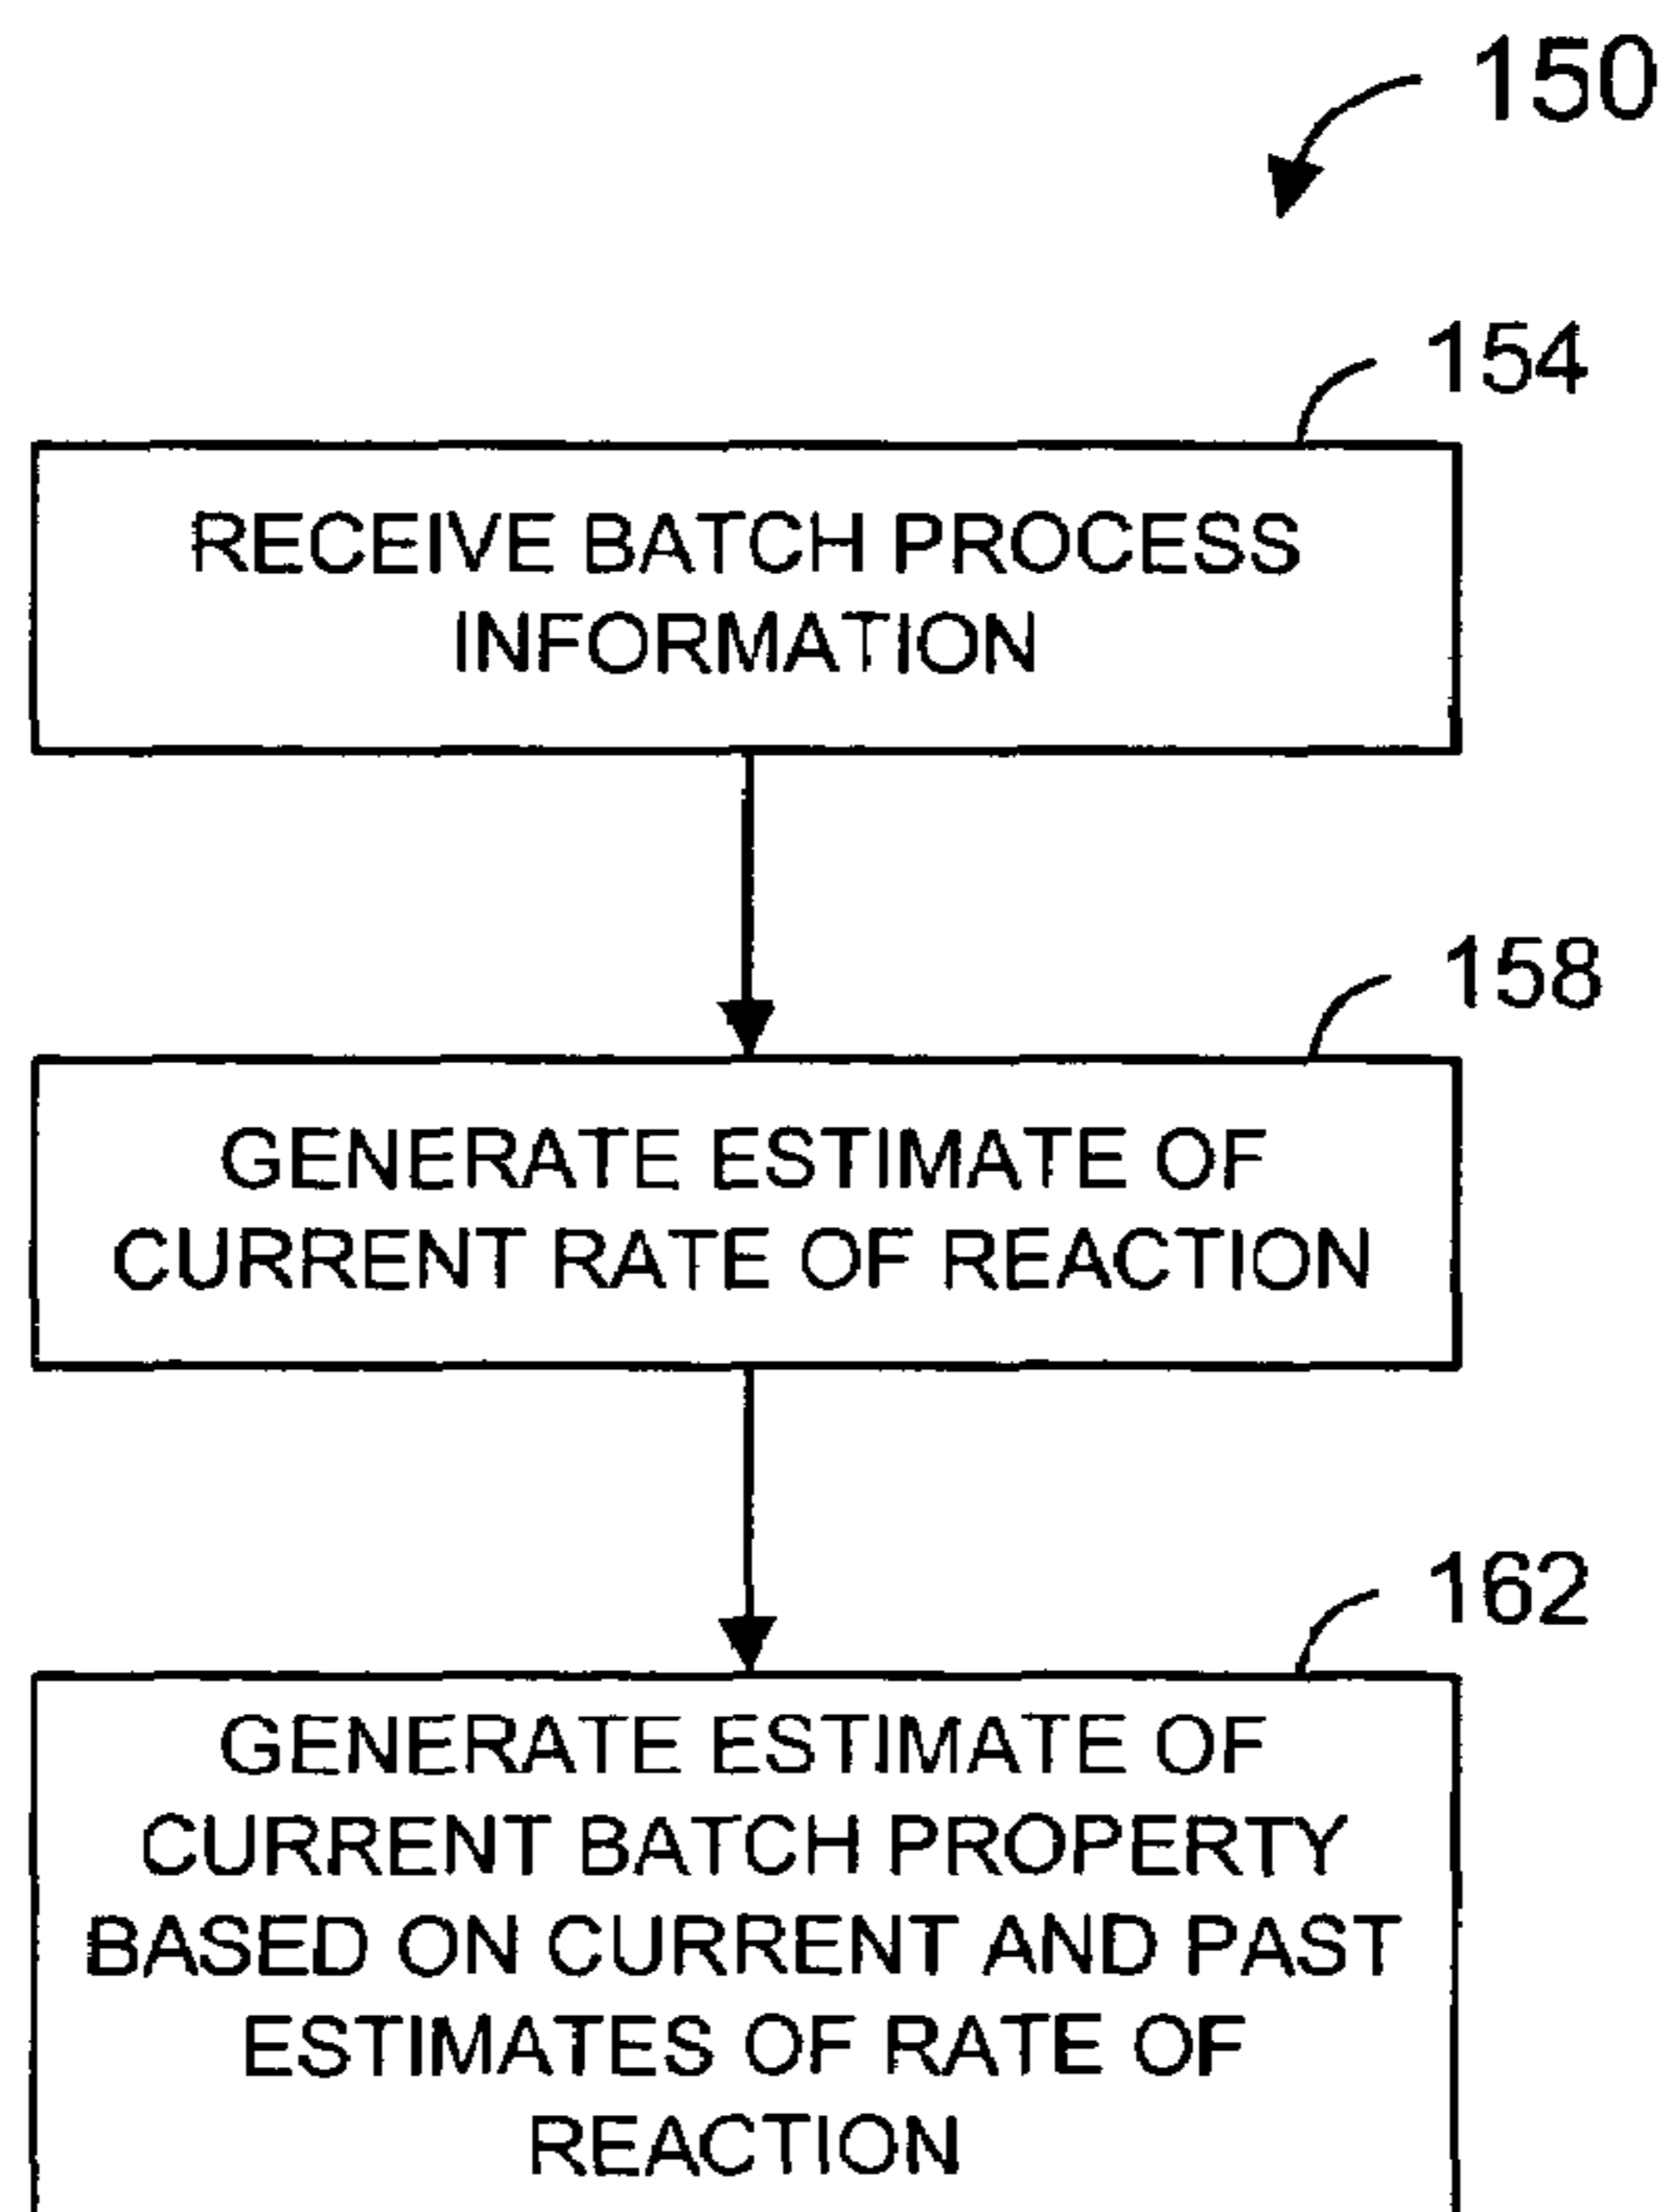 150
154
RECEIVE BATCH PROCESS
INFORMATION
158
GENERATE ESTIMATE OF
CURRENT RATE OF REACTION
162
GENERATE ESTIMATE OF
CURRENT BATCH PROPERTY
BASED ON CURRENT AND PAST
ESTIMATES OF RATE OF
REACTION